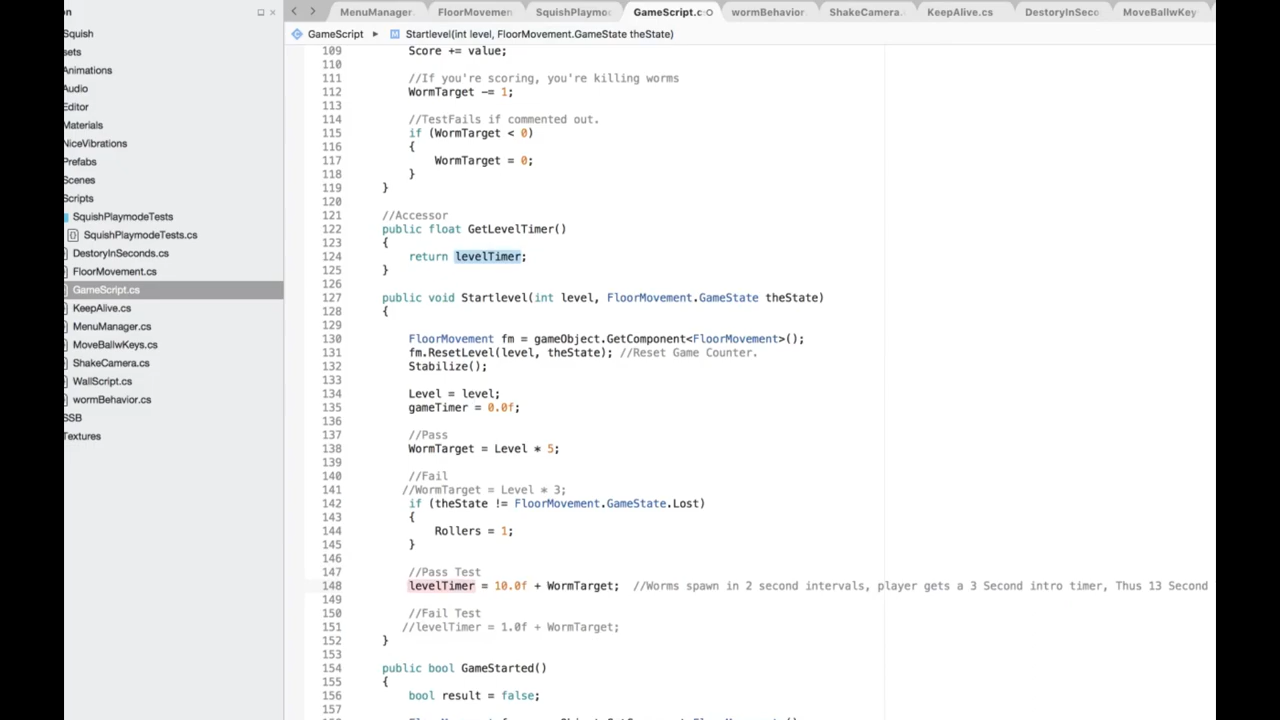 on
MenuManager.
FloorMovemen
SquishPlaymo
GameScript.c
wormBehavior
ShakeCamera.
KeepAlive.cs
DestoryInSeco
MoveBallwKey
GameScript
Startlevel(int level, FloorMovement.GameState theState)
Squish
sets
Animations
Audio
Editor
Materials
NiceVibrations
Prefabs
Scenes
Scripts
SquishPlaymodeTests
{} SquishPlaymodeTests.cs
DestoryInSeconds.cs
FloorMovement.cs
GameScript.cs
KeepAlive.cs
MenuManager.cs
MoveBallwKeys.cs
ShakeCamera.cs
WallScript.cs
wormBehavior.cs
SSB
Textures
109 Score += value;
110
111 //If you're scoring, you're killing worms
112 WormTarget -= 1;
113
114 //TestFails if commented out.
115 if (WormTarget < 0)
116 {
117 WormTarget = 0;
118 }
119 }
120
121 //Accessor
122 public float GetLevelTimer()
123 {
124 return levelTimer;
125 }
126
127 public void Startlevel(int level, FloorMovement.GameState theState)
128 {
129
130 FloorMovement fm = gameObject.GetComponent<FloorMovement>();
131 fm.ResetLevel(level, theState); //Reset Game Counter.
132 Stabilize();
133
134 Level = level;
135 gameTimer = 0.0f;
136
137 //Pass
138 WormTarget = Level * 5;
139
140 //Fail
141 //WormTarget = Level * 3;
142 if (theState != FloorMovement.GameState.Lost)
143 {
144 Rollers = 1;
145 }
146
147 //Pass Test
148 levelTimer = 10.0f + WormTarget; //Worms spawn in 2 second intervals, player gets a 3 Second intro timer, Thus 13 Second
149
150 //Fail Test
151 //levelTimer = 1.0f + WormTarget;
152 }
153
154 public bool GameStarted()
155 {
156 bool result = false;
157